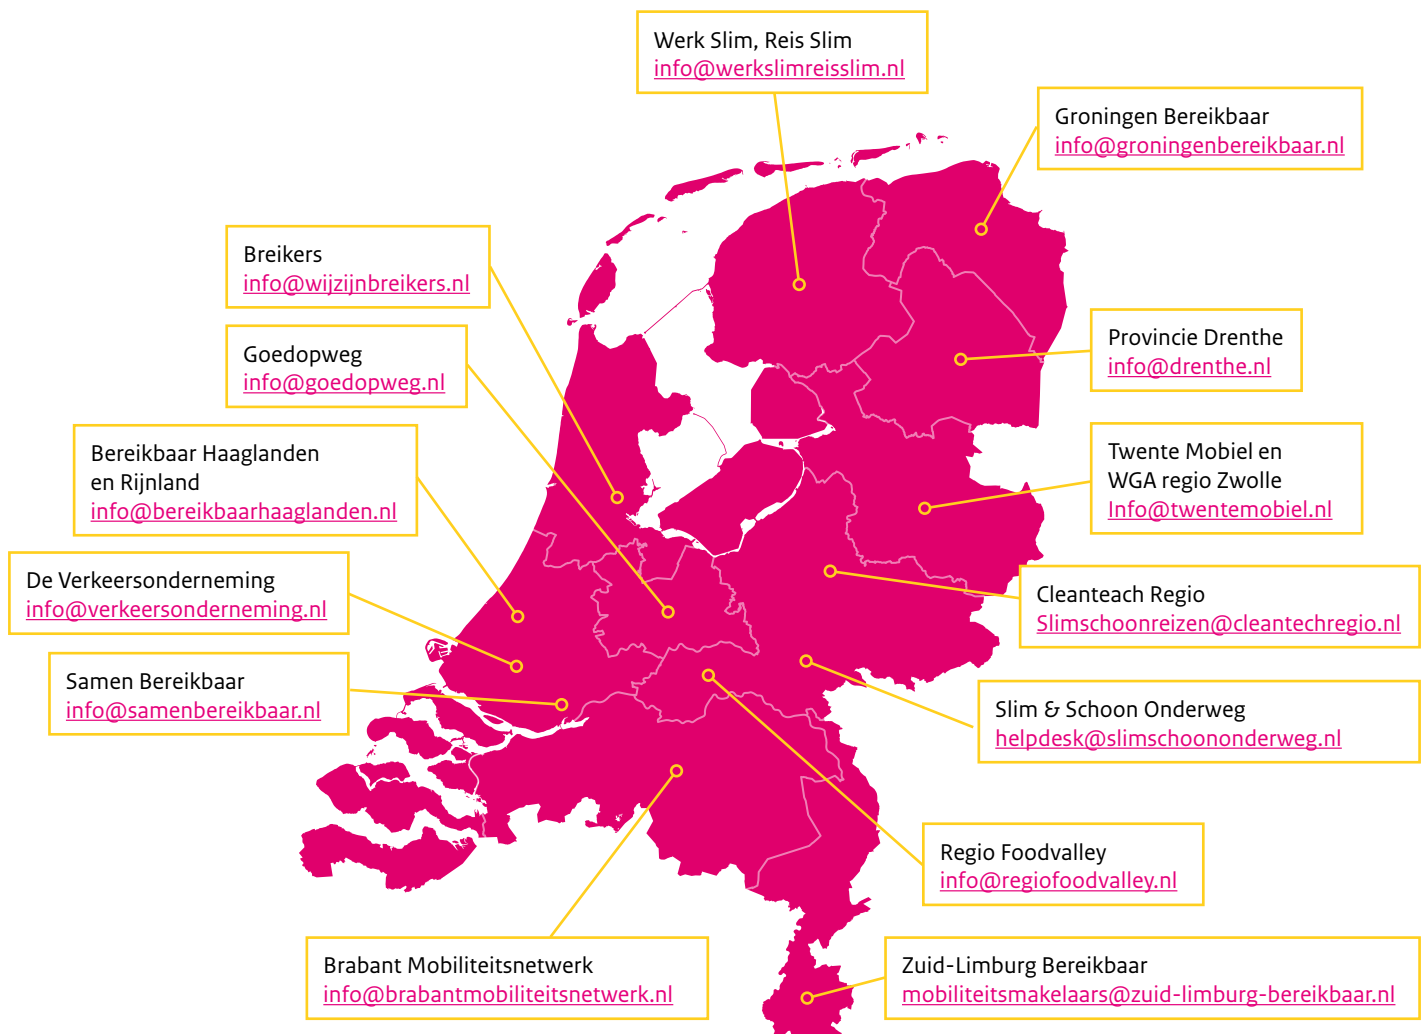 Werk Slim, Reis Slim
info@werkslimreisslim.nl
Groningen Bereikbaar
info@groningenbereikbaar.nl
Breikers
info@wijzijnbreikers.nl
Goedopweg
info@goedopweg.nl
Provincie Drenthe
info@drenthe.nl
Bereikbaar Haaglanden
en Rijnland
info@bereikbaarhaaglanden.nl
Twente Mobiel en
WGA regio Zwolle
Info@twentemobiel.nl
De Verkeersonderneming
info@verkeersonderneming.nl
Cleanteach Regio
Slimschoonreizen@cleantechregio.nl
Samen Bereikbaar
info@samenbereikbaar.nl
Slim & Schoon Onderweg
helpdesk@slimschoononderweg.nl
Regio Foodvalley
info@regiofoodvalley.nl
Brabant Mobiliteitsnetwerk
info@brabantmobiliteitsnetwerk.nl
Zuid-Limburg Bereikbaar
mobiliteitsmakelaars@zuid-limburg-bereikbaar.nl